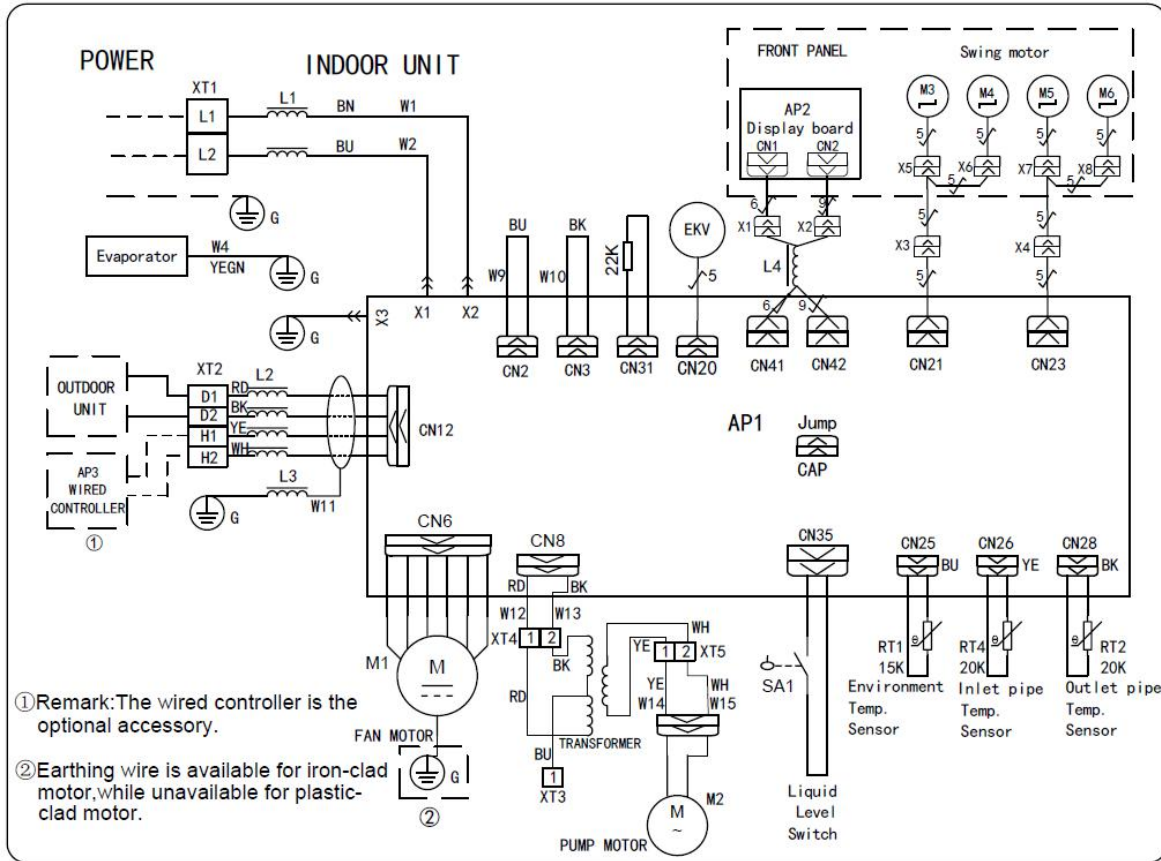 POWER
INDOOR UNIT
FRONT PANEL
Swing motor
XT1
L1
L1
BN
W1
L2
BU
W2
AP2
Display board
CN1
CN2
M3
M4
M5
M6
5
5
5
5
X5
X6
X7
X8
5
5
G
6
9
X1
X2
5
5
X3
X4
Evaporator
W4
YEGN
G
BU
W9
BK
W10
22K
EKV
5
L4
6
9
X3
X1
X2
G
CN2
CN3
CN31
CN20
CN41
CN42
CN21
CN23
OUTDOOR
UNIT
XT2
L2
D1
RD
D2
BK
H1
YE
H2
WH
CN12
AP1
Jump
CAP
AP3
WIRED
CONTROLLER
①
L3
W11
G
CN6
CN8
CN35
CN25
CN26
CN28
RD
BK
BU
YE
BK
W12
W13
XT4
1
2
BK
RD
WH
YE
1
2
XT5
YE
W14
WH
W15
M1
M
SA1
θ
θ
θ
RT1
15K
Environment
Temp.
Sensor
RT4
20K
Inlet pipe
Temp.
Sensor
RT2
20K
Outlet pipe
Temp.
Sensor
①Remark:The wired controller is the
optional accessory.
FAN MOTOR
TRANSFORMER
BU
1
XT3
②Earthing wire is available for iron-clad
motor,while unavailable for plastic-
clad motor.
G
②
M
~
M2
PUMP MOTOR
Liquid
Level
Switch